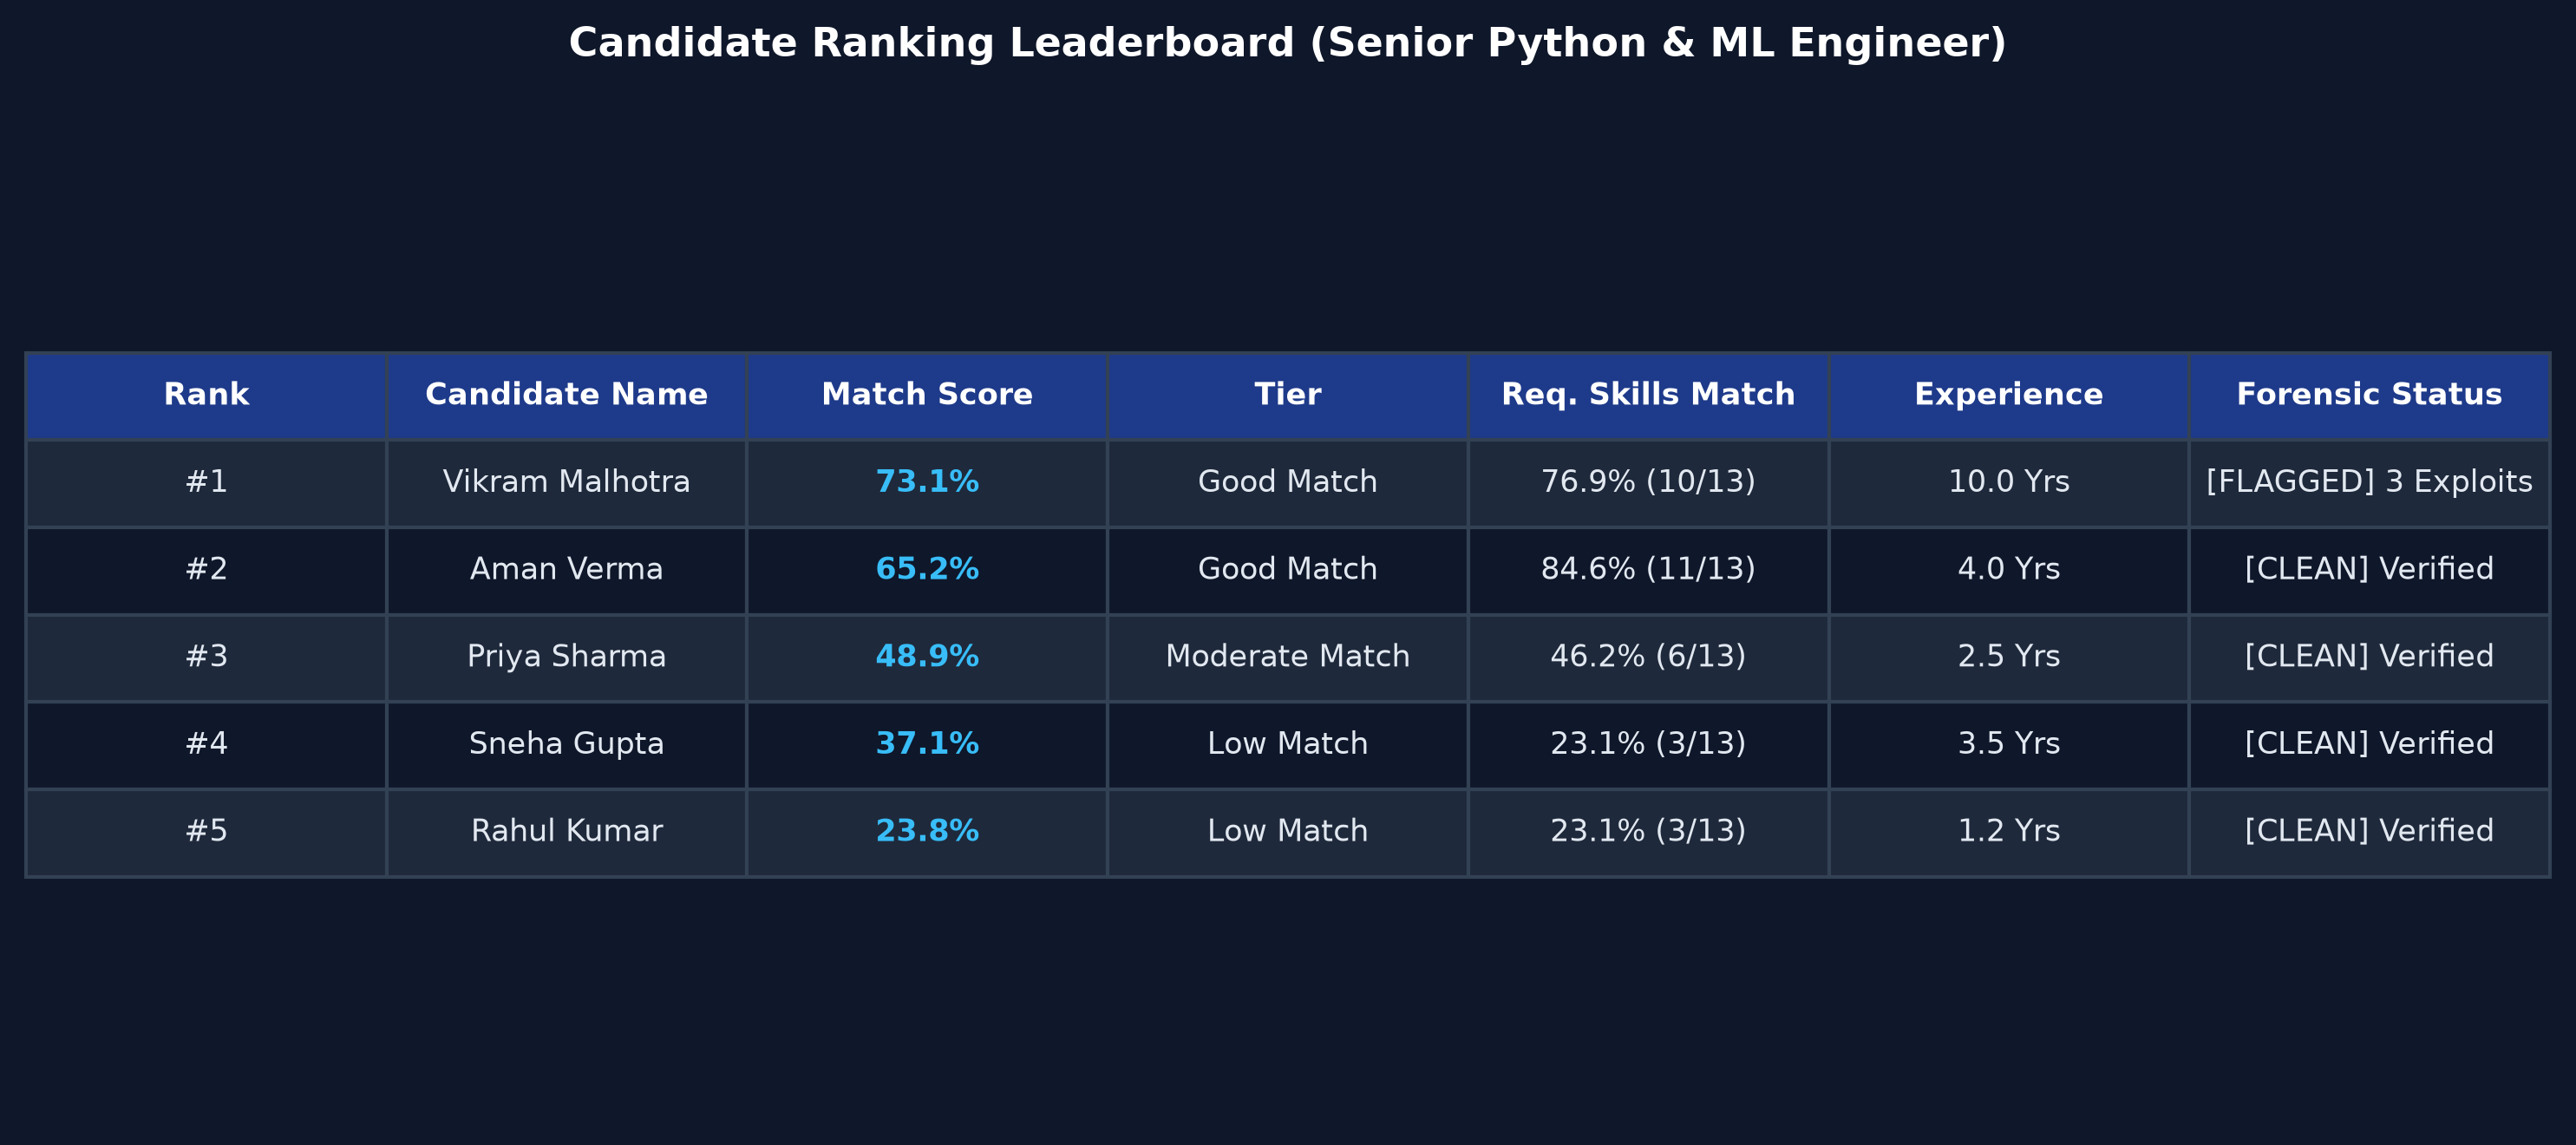 Candidate Ranking Leaderboard (Senior Python & ML Engineer)
Rank Candidate Name Match Score Tier Req. Skills Match Experience Forensic Status
#1 Vikram Malhotra 73.1% Good Match 76.9% (10/13) 10.0 Yrs [FLAGGED] 3 Exploits
#2 Aman Verma 65.2% Good Match 84.6% (11/13) 4.0 Yrs [CLEAN] Verified
#3 Priya Sharma 48.9% Moderate Match 46.2% (6/13) 2.5 Yrs [CLEAN] Verified
#4 Sneha Gupta 37.1% Low Match 23.1% (3/13) 3.5 Yrs [CLEAN] Verified
#5 Rahul Kumar 23.8% Low Match 23.1% (3/13) 1.2 Yrs [CLEAN] Verified